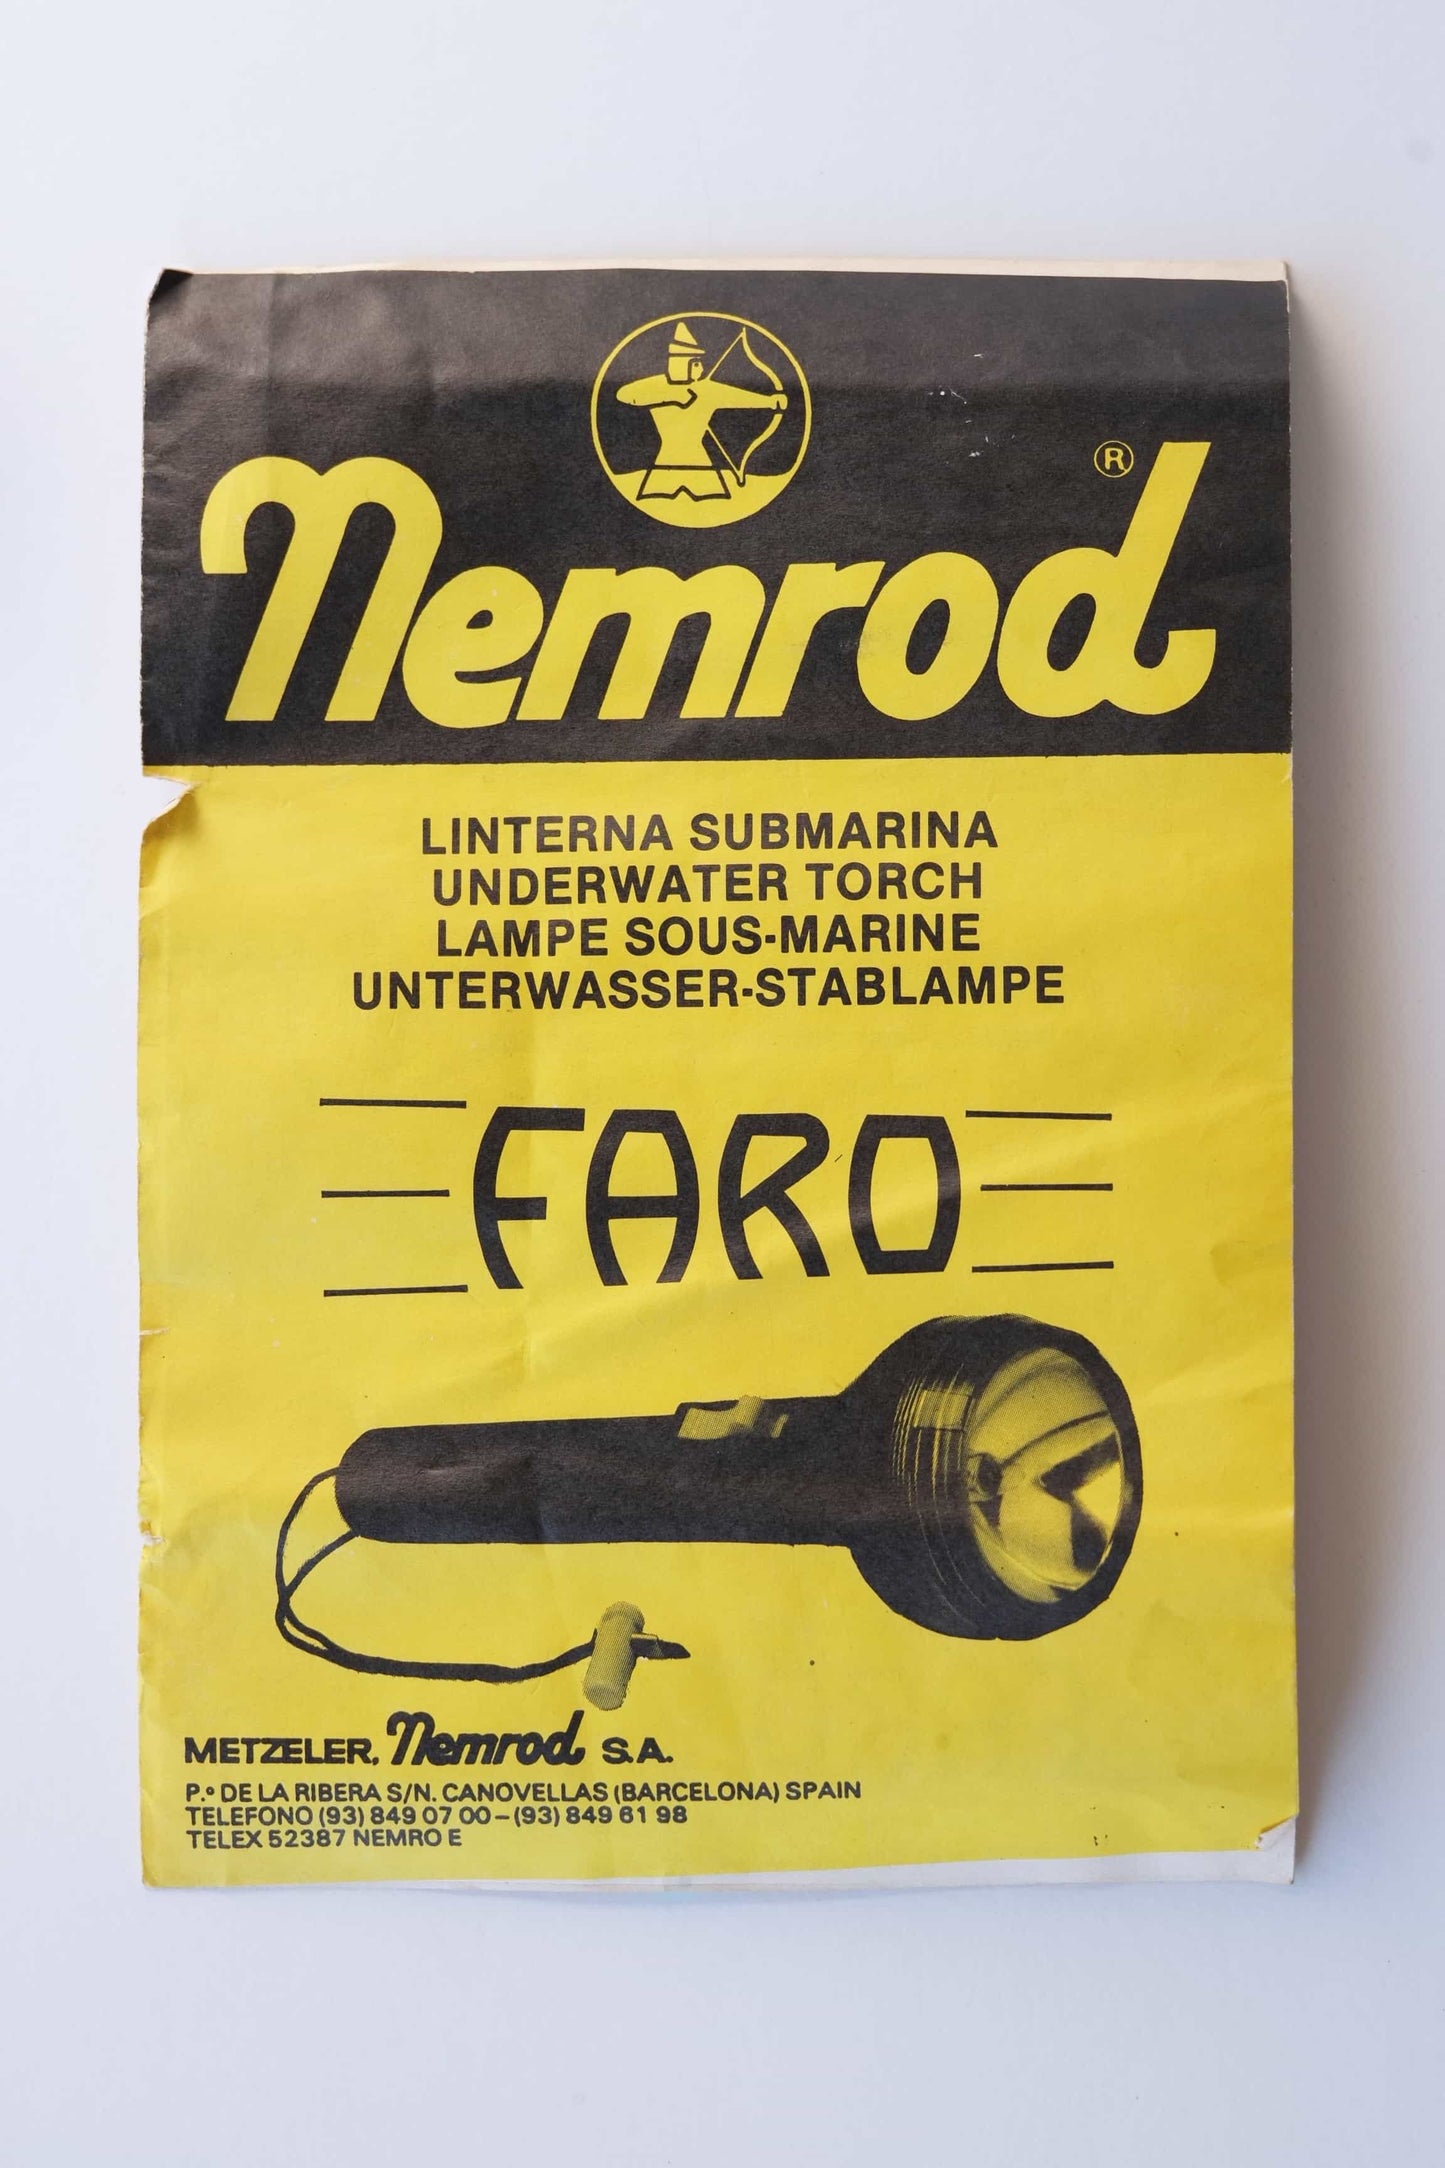 ®
Nemrod
LINTERNA SUBMARINA
UNDERWATER TORCH
LAMPE SOUS-MARINE
UNTERWASSER-STABLAMPE
FARO
METZELER, Nemrod S.A.
P.º DE LA RIBERA S/N. CANOVELLAS (BARCELONA) SPAIN
TELEFONO (93) 849 07 00 – (93) 849 61 98
TELEX 52387 NEMRO E